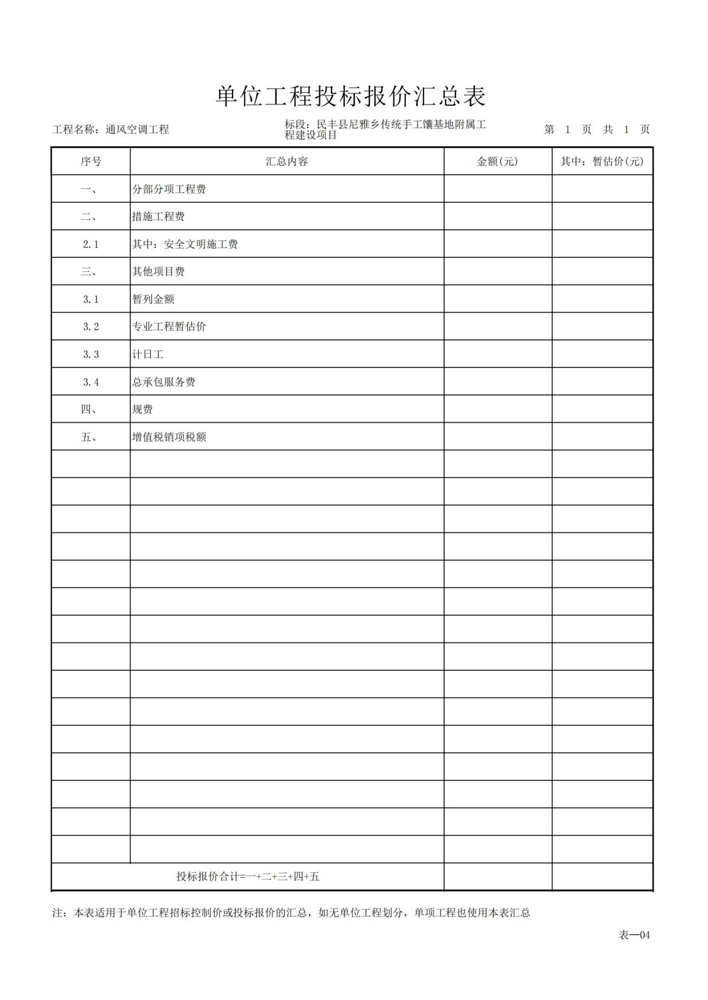 单位工程投标报价汇总表
工程名称：通风空调工程
标段：民丰县尼雅乡传统手工馕基地附属工
程建设项目
第 1 页 共 1 页
序号 汇总内容 金额(元) 其中：暂估价(元)
一、 分部分项工程费
二、 措施工程费
2.1 其中：安全文明施工费
三、 其他项目费
3.1 暂列金额
3.2 专业工程暂估价
3.3 计日工
3.4 总承包服务费
四、 规费
五、 增值税销项税额
投标报价合计=一+二+三+四+五
注：本表适用于单位工程招标控制价或投标报价的汇总，如无单位工程划分，单项工程也使用本表汇总
表—04